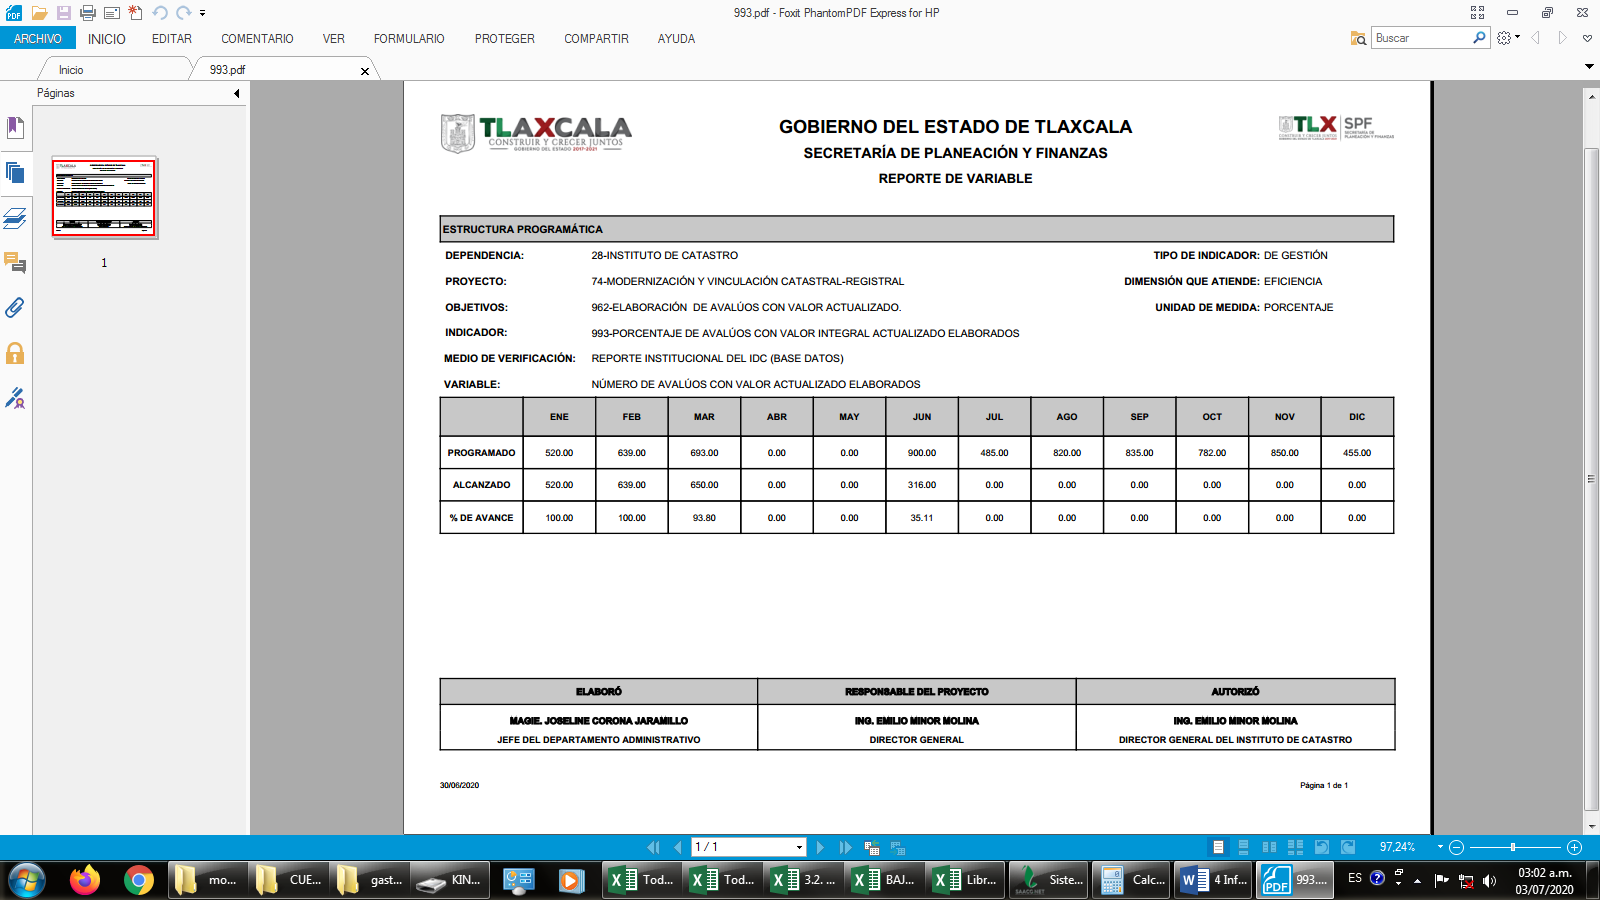 993.pdf - Foxit PhantomPDF Express for HP
ARCHIVO INICIO EDITAR COMENTARIO VER FORMULARIO PROTEGER COMPARTIR AYUDA Buscar
Inicio 993.pdf
Páginas
1
TLAXCALA
CONSTRUIR Y CRECER JUNTOS
GOBIERNO DEL ESTADO 2017-2021
GOBIERNO DEL ESTADO DE TLAXCALA
SECRETARÍA DE PLANEACIÓN Y FINANZAS
REPORTE DE VARIABLE
TLX SPF
SECRETARÍA DE PLANEACIÓN Y FINANZAS
ESTRUCTURA PROGRAMÁTICA
DEPENDENCIA: 28-INSTITUTO DE CATASTRO TIPO DE INDICADOR: DE GESTIÓN
PROYECTO: 74-MODERNIZACIÓN Y VINCULACIÓN CATASTRAL-REGISTRAL DIMENSIÓN QUE ATIENDE: EFICIENCIA
OBJETIVOS: 962-ELABORACIÓN DE AVALÚOS CON VALOR ACTUALIZADO. UNIDAD DE MEDIDA: PORCENTAJE
INDICADOR: 993-PORCENTAJE DE AVALÚOS CON VALOR INTEGRAL ACTUALIZADO ELABORADOS
MEDIO DE VERIFICACIÓN: REPORTE INSTITUCIONAL DEL IDC (BASE DATOS)
VARIABLE: NÚMERO DE AVALÚOS CON VALOR ACTUALIZADO ELABORADOS
ENE FEB MAR ABR MAY JUN JUL AGO SEP OCT NOV DIC
PROGRAMADO 520.00 639.00 693.00 0.00 0.00 900.00 485.00 820.00 835.00 782.00 850.00 455.00
ALCANZADO 520.00 639.00 650.00 0.00 0.00 316.00 0.00 0.00 0.00 0.00 0.00 0.00
% DE AVANCE 100.00 100.00 93.80 0.00 0.00 35.11 0.00 0.00 0.00 0.00 0.00 0.00
ELABORÓ RESPONSABLE DEL PROYECTO AUTORIZÓ
MAGIE. JOSELINE CORONA JARAMILLO ING. EMILIO MINOR MOLINA ING. EMILIO MINOR MOLINA
JEFE DEL DEPARTAMENTO ADMINISTRATIVO DIRECTOR GENERAL DIRECTOR GENERAL DEL INSTITUTO DE CATASTRO
30/06/2020 Página 1 de 1
1 / 1 97,24%
mo... CUE... gast... KIN... Tod... Tod... 3.2. ... BAJ... Libr... Siste... Calc... 4 Inf... 993.... ES 03:02 a.m.
03/07/2020